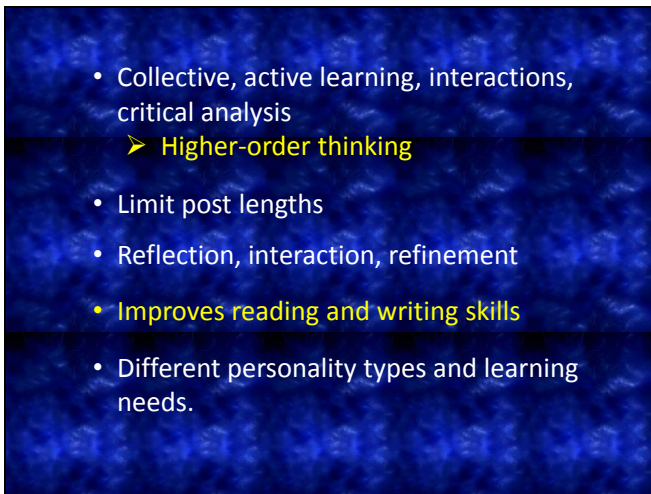 • Collective, active learning, interactions,
critical analysis
➢ Higher-order thinking
• Limit post lengths
• Reflection, interaction, refinement
• Improves reading and writing skills
• Different personality types and learning
needs.